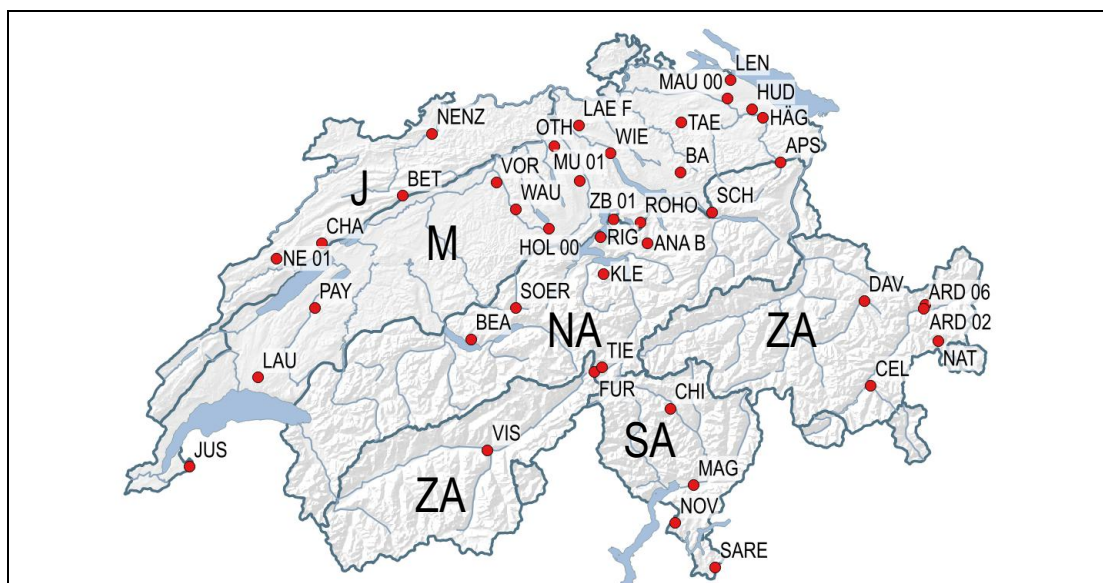 LEN
MAU 00
HUD
NENZ
LAE F
HÄG
OTH
TAE
WIE
MU 01
BA
APS
VOR
J
BET
WAU
ZB 01
ROHO
SCH
CHA
M
HOL 00
RIG
ANA B
NE 01
KLE
PAY
SOER
DAV
ARD 06
BEA
NA
ZA
ARD 02
TIE
NAT
LAU
FUR
CEL
CHI
SA
VIS
JUS
ZA
MAG
NOV
SARE